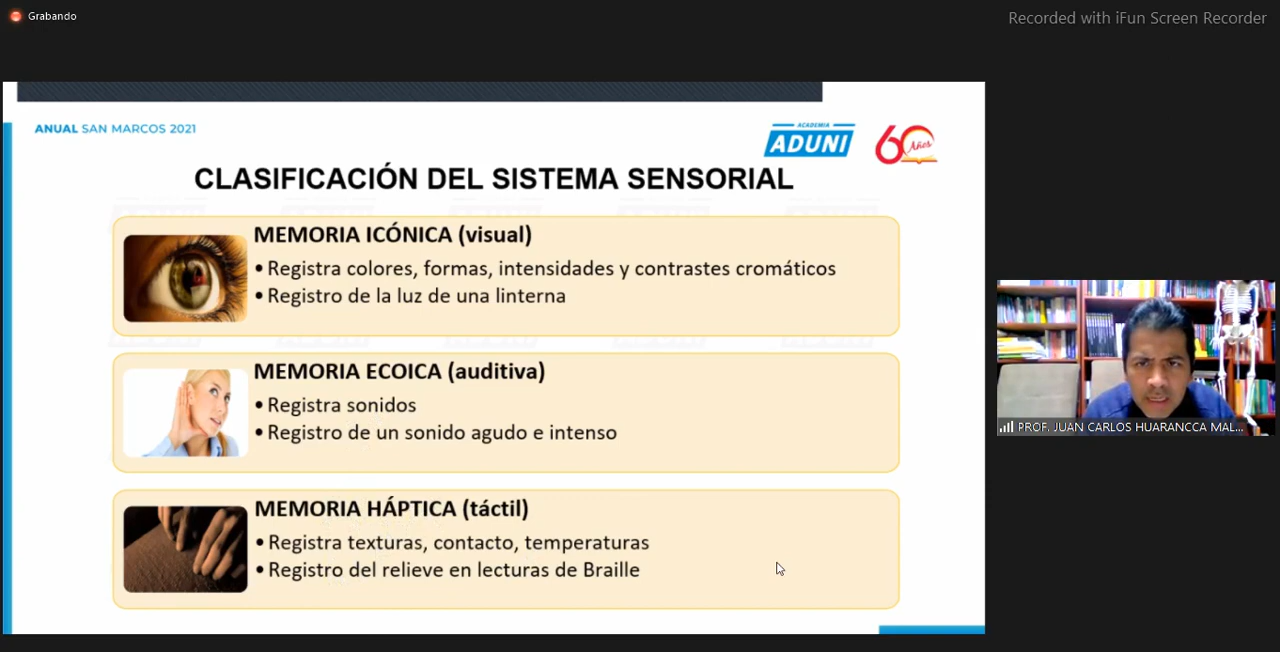 Grabando
Recorded with iFun Screen Recorder
ANUAL SAN MARCOS 2021
ACADEMIA
ADUNI
60 Años
CLASIFICACIÓN DEL SISTEMA SENSORIAL
MEMORIA ICÓNICA (visual)
• Registra colores, formas, intensidades y contrastes cromáticos
• Registro de la luz de una linterna
MEMORIA ECOICA (auditiva)
• Registra sonidos
• Registro de un sonido agudo e intenso
MEMORIA HÁPTICA (táctil)
• Registra texturas, contacto, temperaturas
• Registro del relieve en lecturas de Braille
PROF. JUAN CARLOS HUARANCCA MAL...